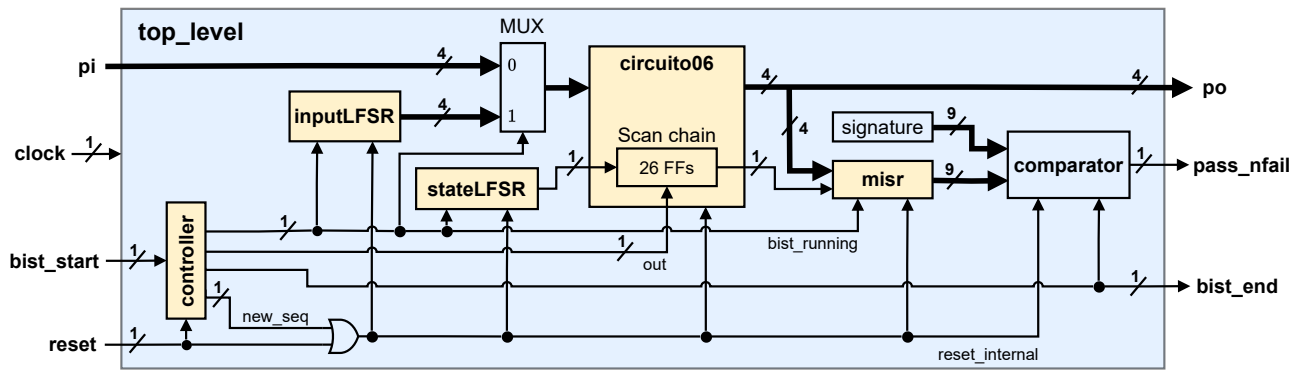 top_level
MUX
pi
4
0
circuito06
4
4
po
inputLFSR
4
1
4
signature
9
Scan chain
clock
1
1
26 FFs
1
comparator
1
pass_nfail
stateLFSR
misr
9
controller
1
bist_running
bist_start
1
1
out
1
bist_end
1
new_seq
reset
1
reset_internal